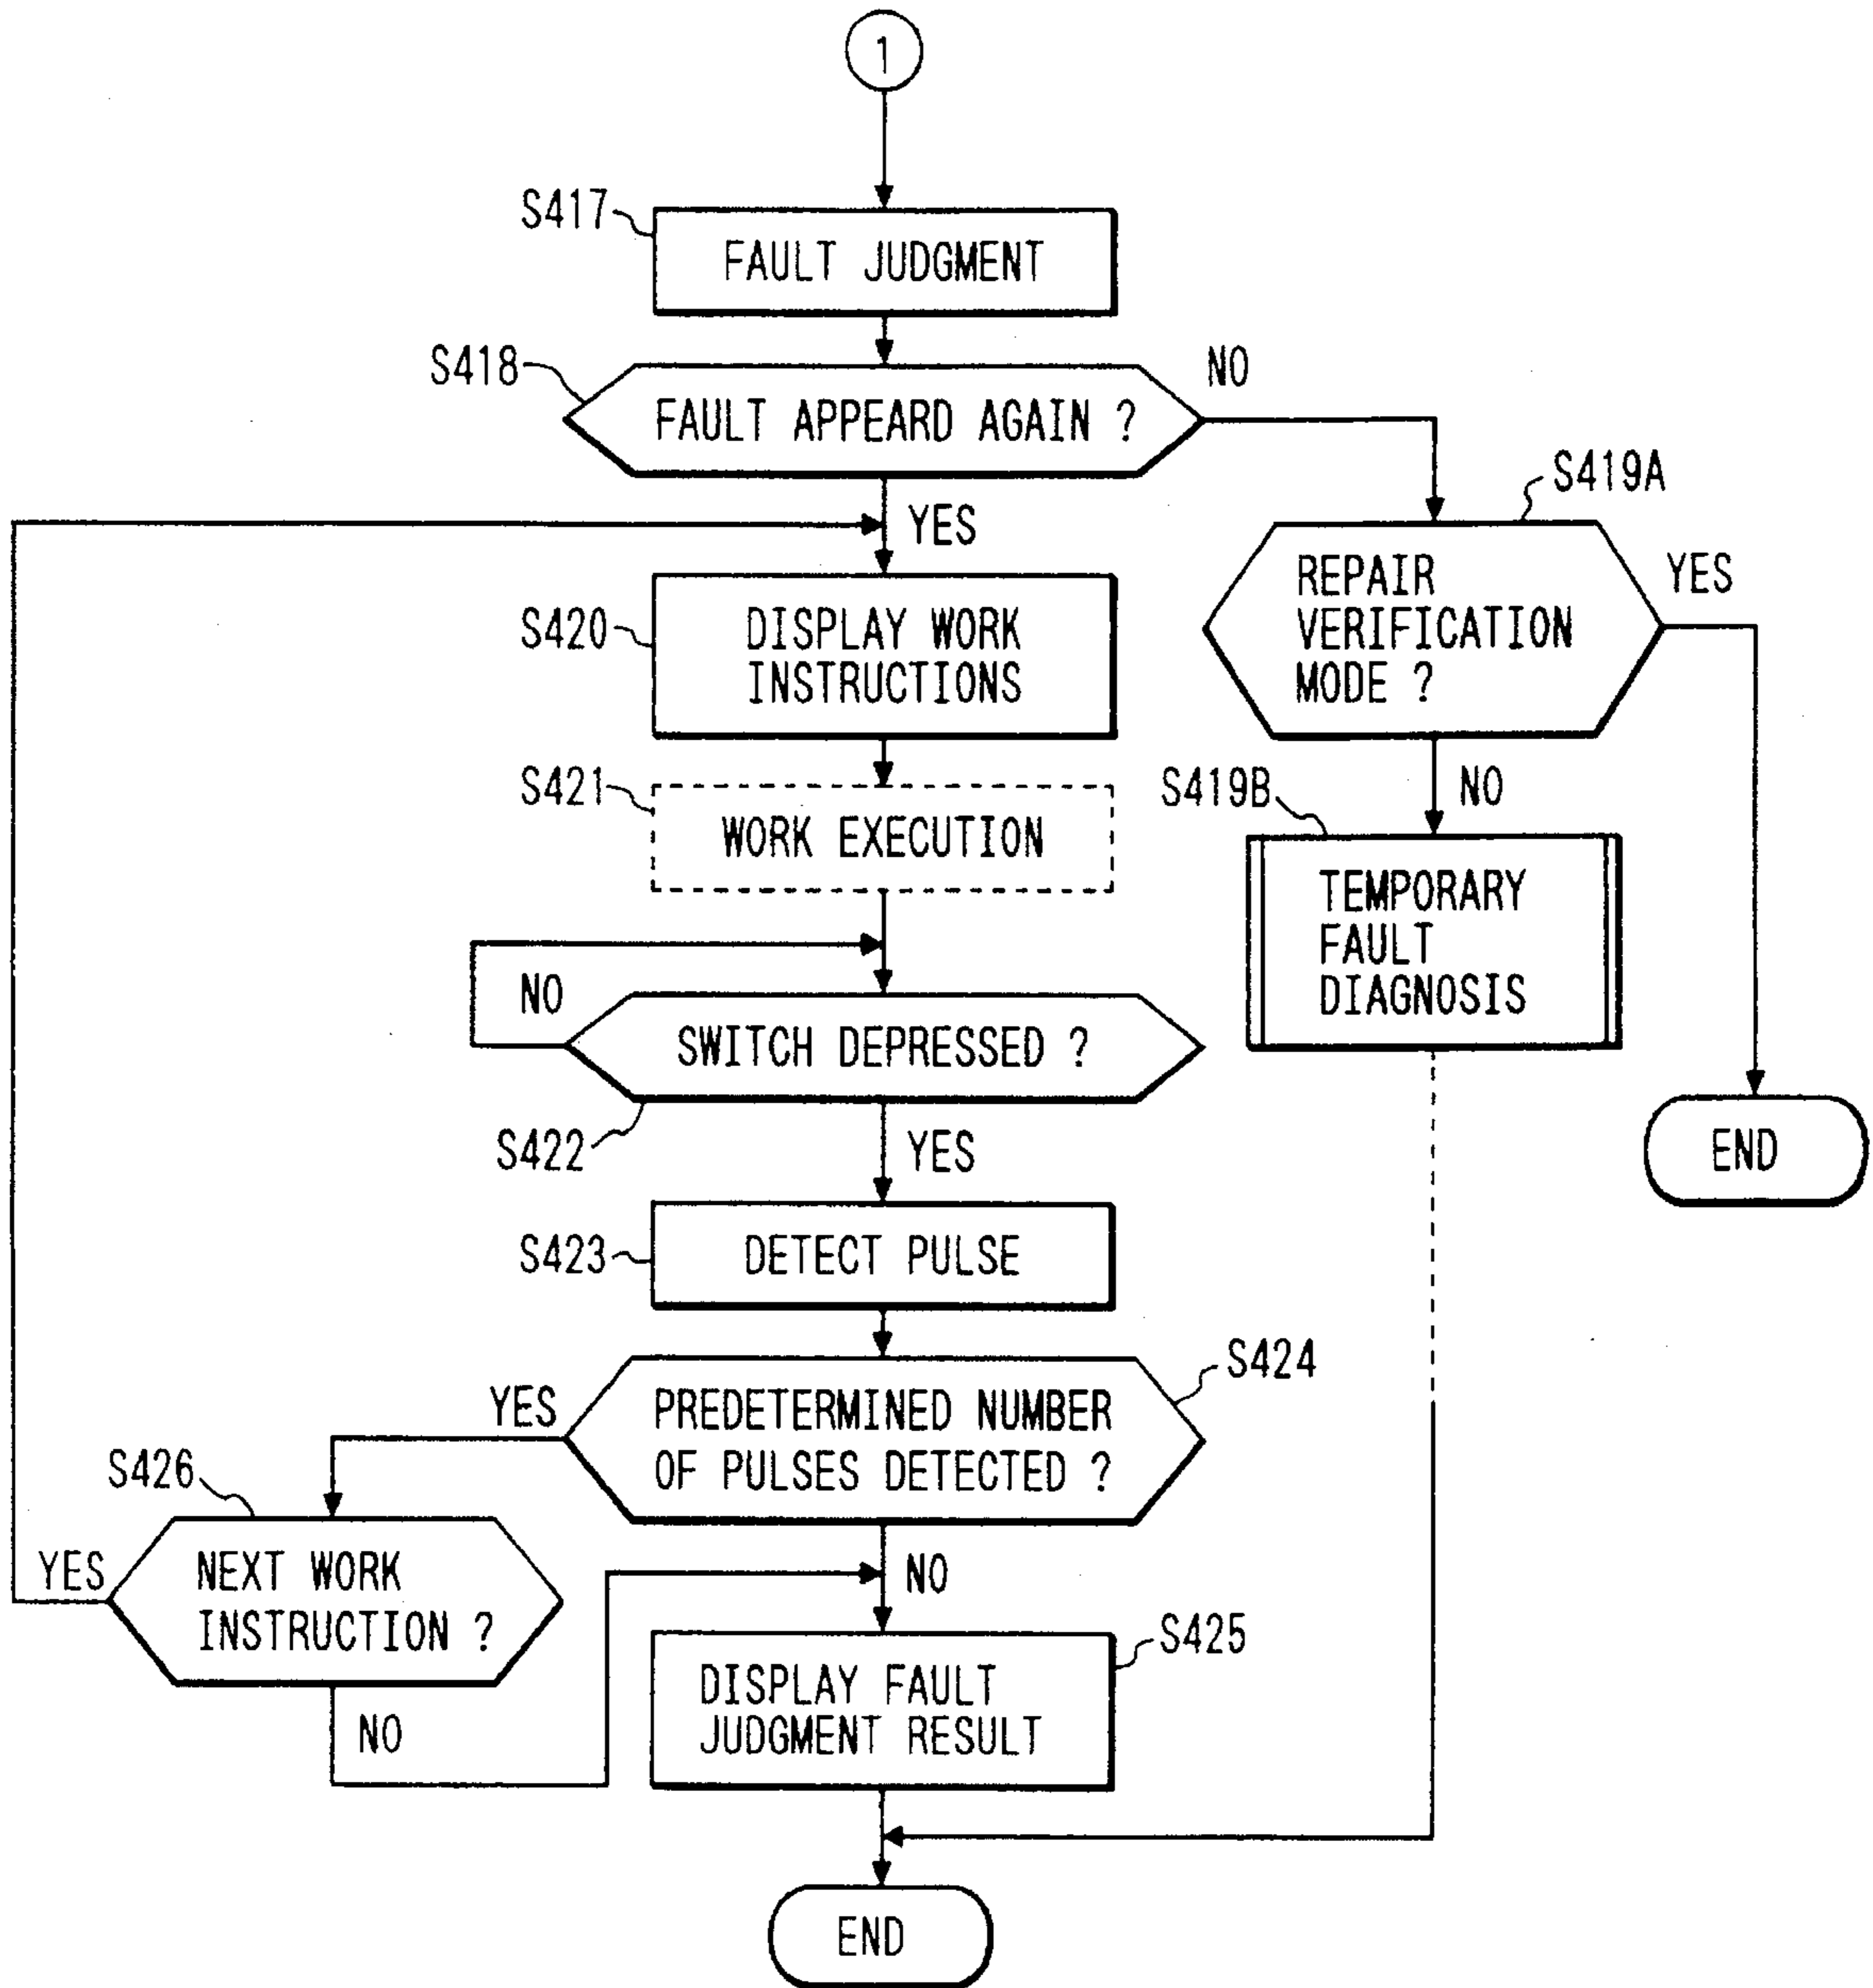 1
S417
FAULT JUDGMENT
S418
FAULT APPEARD AGAIN ?
NO
YES
S419A
REPAIR
VERIFICATION
MODE ?
YES
S420
DISPLAY WORK
INSTRUCTIONS
S421
WORK EXECUTION
NO
S419B
TEMPORARY
FAULT
DIAGNOSIS
NO
SWITCH DEPRESSED ?
S422
YES
END
S423
DETECT PULSE
S424
YES
PREDETERMINED NUMBER
OF PULSES DETECTED ?
S426
YES
NEXT WORK
INSTRUCTION ?
NO
NO
S425
DISPLAY FAULT
JUDGMENT RESULT
END